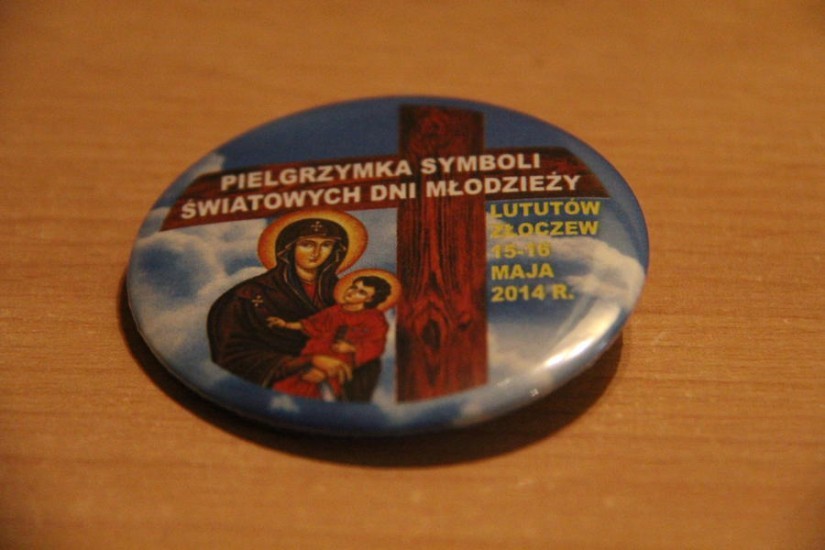 PIELGRZYMKA SYMBOLI
ŚWIATOWYCH DNI MŁODZIEŻY
LUTUTÓW
ZŁOCZEW
15-16
MAJA
2014 R.